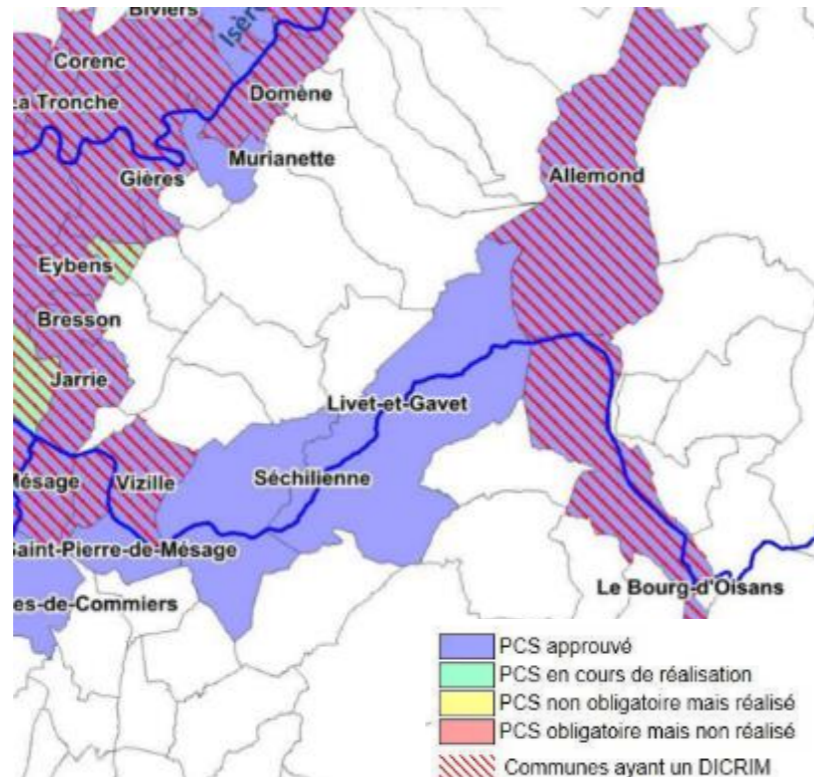 Biviers
Isère
Corenc
La Tronche
Domène
Murianette
Gières
Allemond
Eybens
Bresson
Jarrie
Livet-et-Gavet
Mésage
Vizille
Séchilienne
Saint-Pierre-de-Mésage
es-de-Commiers
Le Bourg-d'Oisans
PCS approuvé
PCS en cours de réalisation
PCS non obligatoire mais réalisé
PCS obligatoire mais non réalisé
Communes ayant un DICRIM